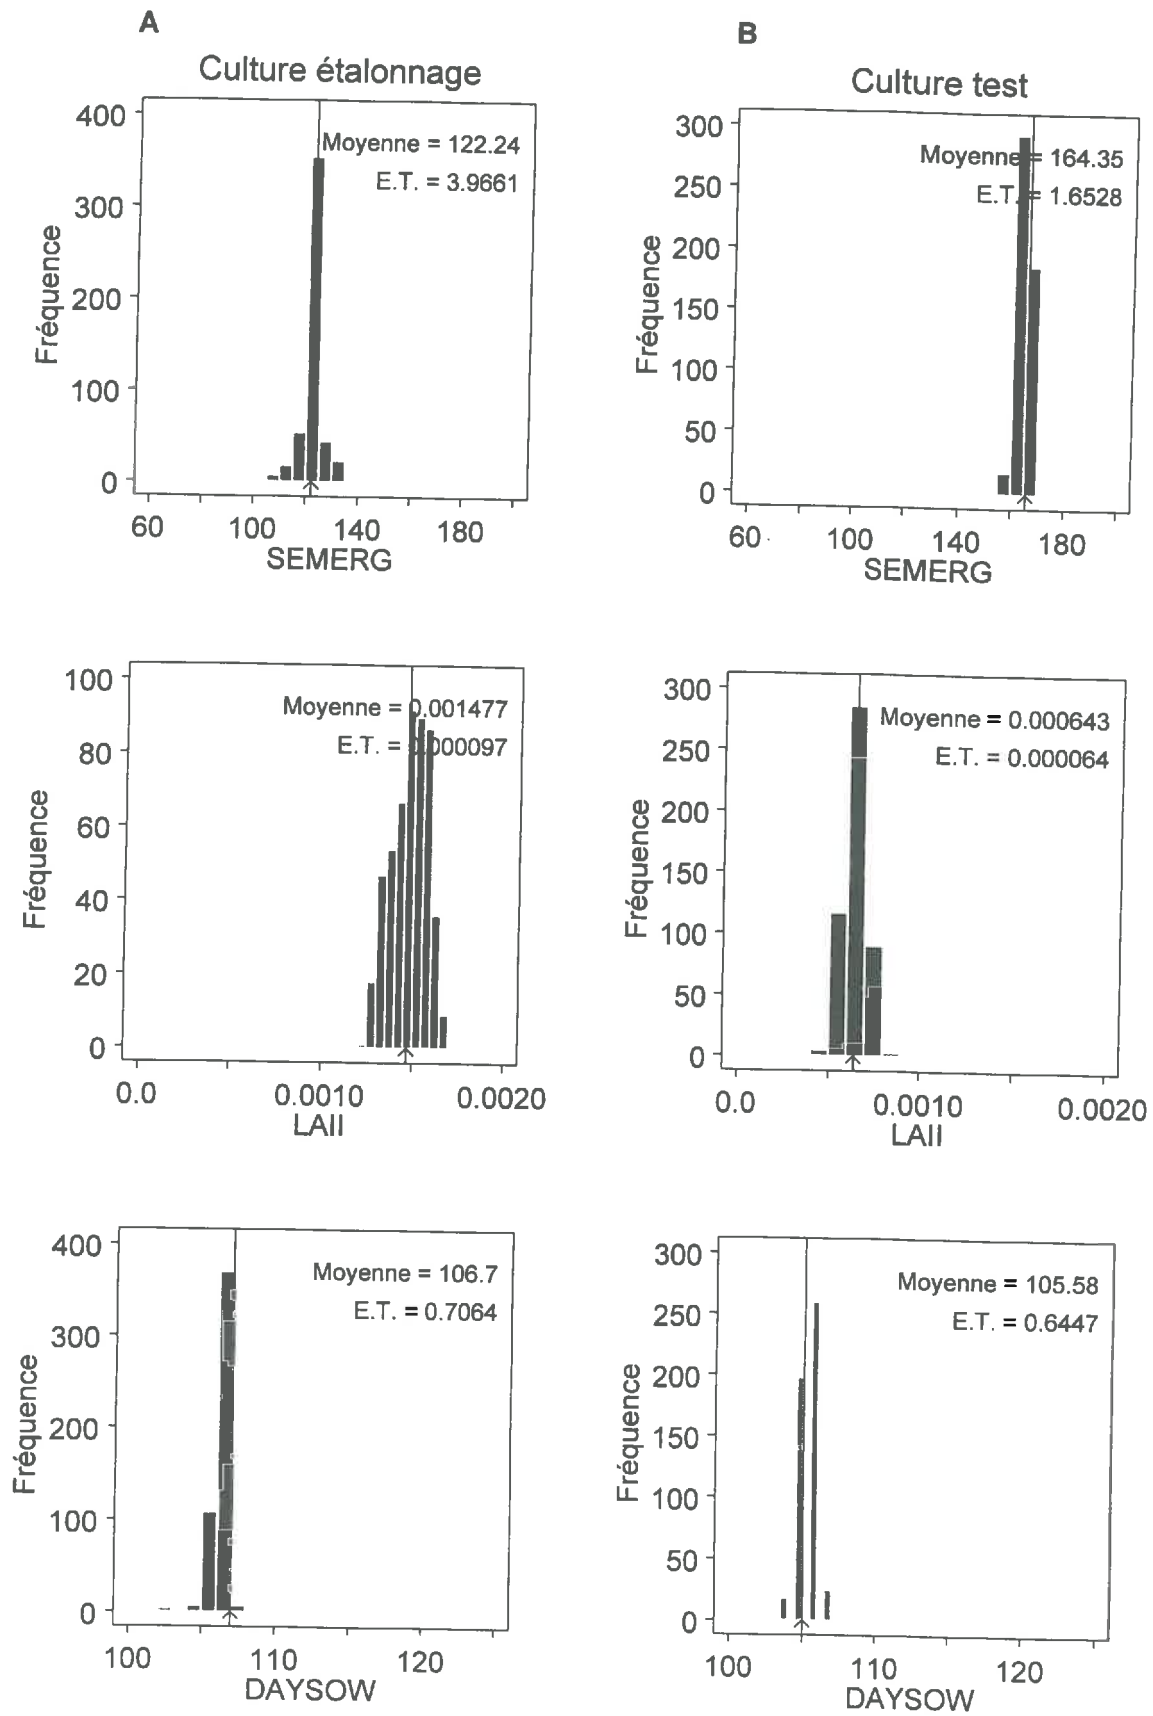 A
Culture étalonnage
400
300
200
100
0
Fréquence
Moyenne = 122.24
E.T. = 3.9661
60
100
140
180
SEMERG
B
Culture test
300
250
200
150
100
50
0
Fréquence
Moyenne = 164.35
E.T. = 1.6528
60
100
140
180
SEMERG
100
80
60
40
20
0
Fréquence
Moyenne = 0.001477
E.T. = 0.000097
0.0
0.0010
0.0020
LAII
300
250
200
150
100
50
0
Fréquence
Moyenne = 0.000643
E.T. = 0.000064
0.0
0.0010
0.0020
LAII
400
300
200
100
0
Fréquence
Moyenne = 106.7
E.T. = 0.7064
100
110
120
DAYSOW
300
250
200
150
100
50
0
Fréquence
Moyenne = 105.58
E.T. = 0.6447
100
110
120
DAYSOW